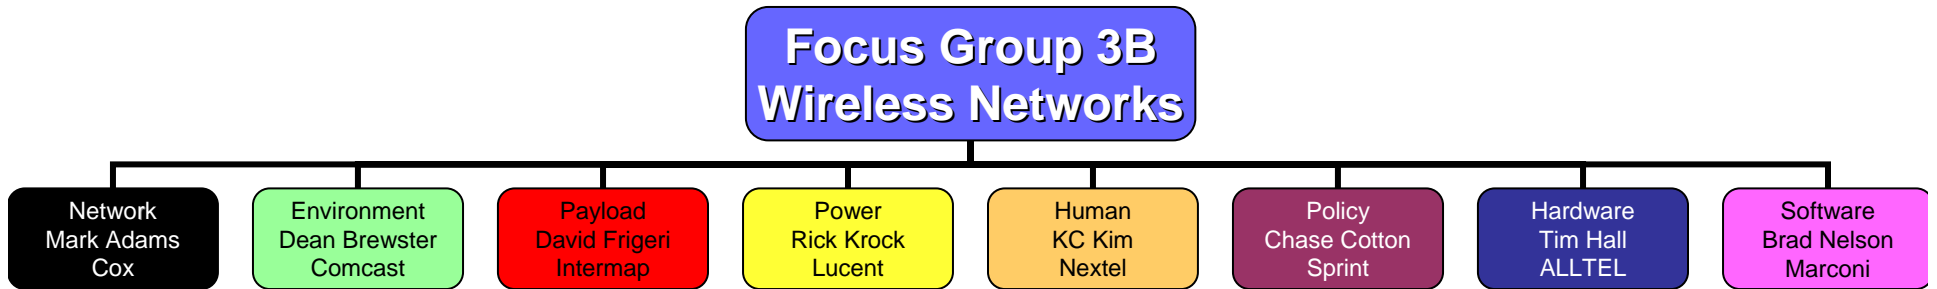 Focus Group 3B
Wireless Networks
Network
Mark Adams
Cox
Environment
Dean Brewster
Comcast
Payload
David Frigeri
Intermap
Power
Rick Krock
Lucent
Human
KC Kim
Nextel
Policy
Chase Cotton
Sprint
Hardware
Tim Hall
ALLTEL
Software
Brad Nelson
Marconi